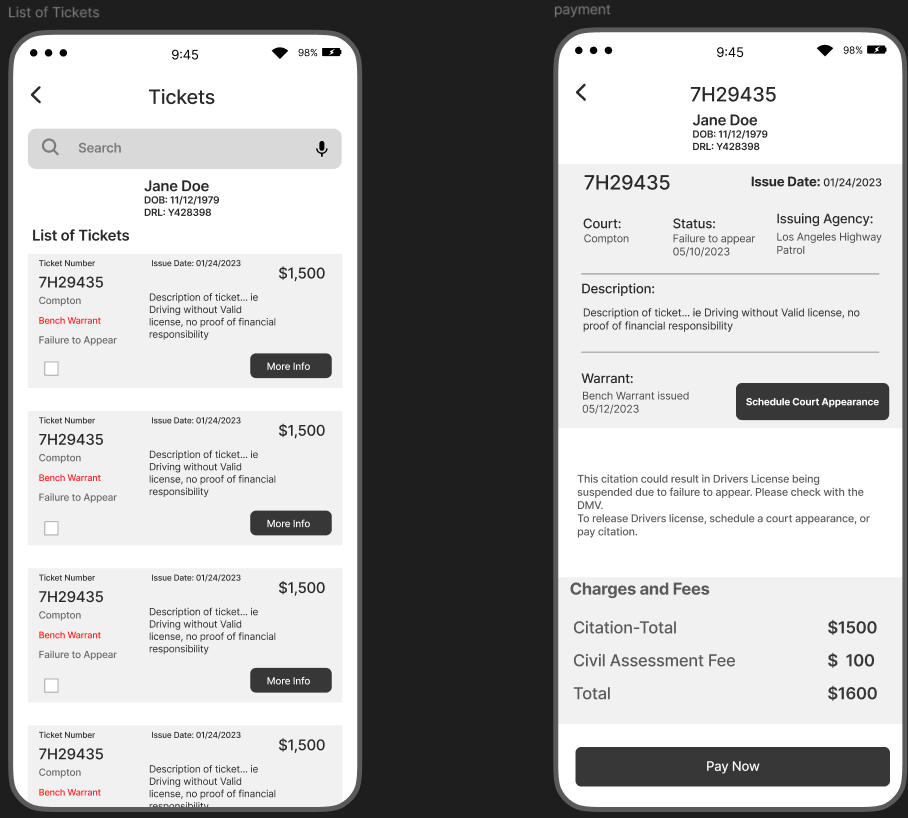 List of Tickets
9:45
98%
Tickets
Search
Jane Doe
DOB: 11/12/1979
DRL: Y428398
List of Tickets
Ticket Number
Issue Date: 01/24/2023
$1,500
7H29435
Compton
Description of ticket... ie
Driving without Valid
license, no proof of financial
responsibility
Bench Warrant
Failure to Appear
More Info
Ticket Number
Issue Date: 01/24/2023
$1,500
7H29435
Compton
Description of ticket... ie
Driving without Valid
license, no proof of financial
responsibility
Bench Warrant
Failure to Appear
More Info
Ticket Number
Issue Date: 01/24/2023
$1,500
7H29435
Compton
Description of ticket... ie
Driving without Valid
license, no proof of financial
responsibility
Bench Warrant
Failure to Appear
More Info
Ticket Number
Issue Date: 01/24/2023
$1,500
7H29435
Compton
Description of ticket... ie
Driving without Valid
license, no proof of financial
responsibility
Bench Warrant
payment
9:45
98%
7H29435
Jane Doe
DOB: 11/12/1979
DRL: Y428398
7H29435
Issue Date: 01/24/2023
Court:
Compton
Status:
Failure to appear
05/10/2023
Issuing Agency:
Los Angeles Highway
Patrol
Description:
Description of ticket... ie Driving without Valid license, no
proof of financial responsibility
Warrant:
Bench Warrant issued
05/12/2023
Schedule Court Appearance
This citation could result in Drivers License being
suspended due to failure to appear. Please check with the
DMV.
To release Drivers license, schedule a court appearance, or
pay citation.
Charges and Fees
Citation-Total $1500
Civil Assessment Fee $ 100
Total $1600
Pay Now